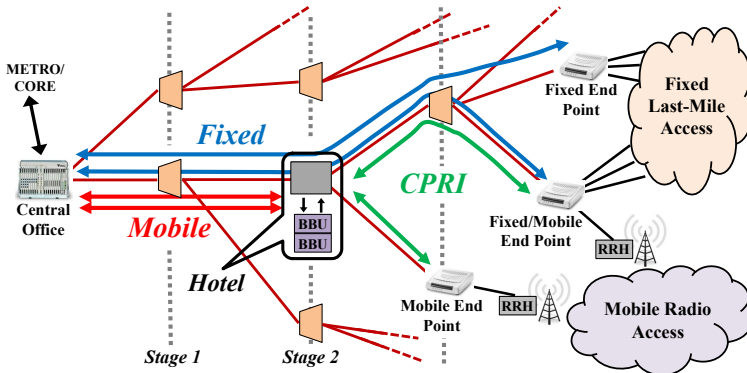 METRO/
CORE
Fixed
Central
Office
Mobile
Hotel
BBU
BBU
CPRI
Stage 1
Stage 2
Fixed End
Point
Fixed
Last-Mile
Access
Fixed/Mobile
End Point
RRH
Mobile End
Point
RRH
Mobile Radio
Access